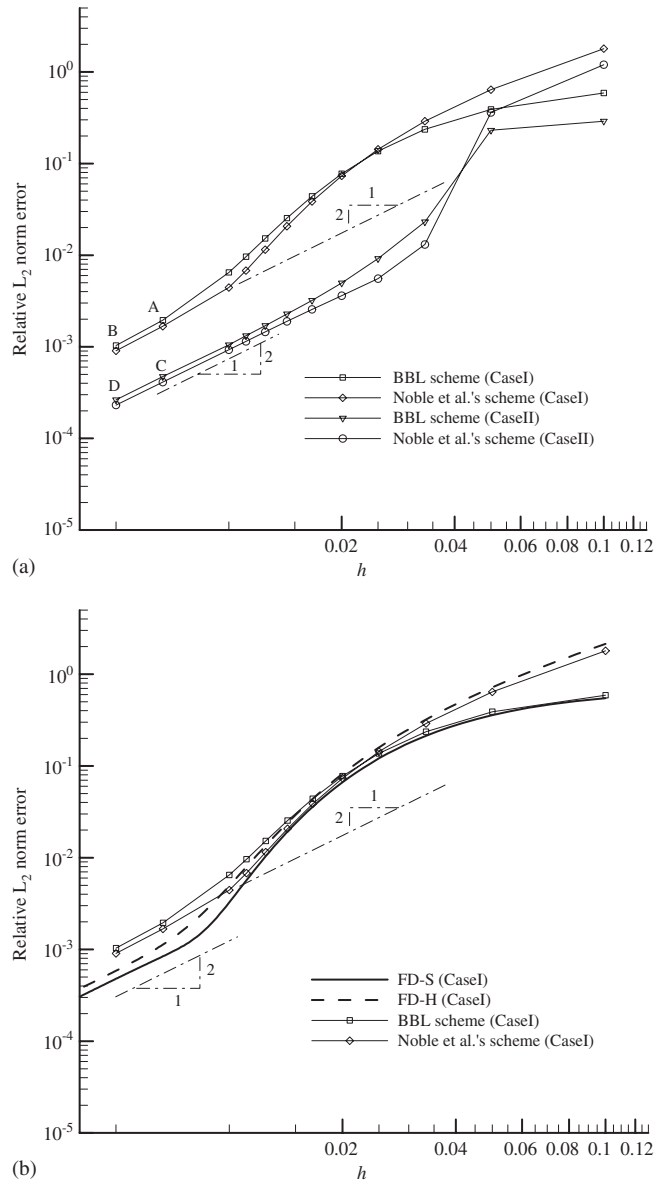 10^0
10^-1
10^-2
10^-3
10^-4
10^-5
Relative L2 norm error
1
2
A
B
C
D
1
2
BBL scheme (CaseI)
Noble et al.'s scheme (CaseI)
BBL scheme (CaseII)
Noble et al.'s scheme (CaseII)
0.02 0.04 0.06 0.08 0.1 0.12
h
(a)
10^0
10^-1
10^-2
10^-3
10^-4
10^-5
Relative L2 norm error
1
2
2
1
FD-S (CaseI)
FD-H (CaseI)
BBL scheme (CaseI)
Noble et al.'s scheme (CaseI)
0.02 0.04 0.06 0.08 0.1 0.12
h
(b)